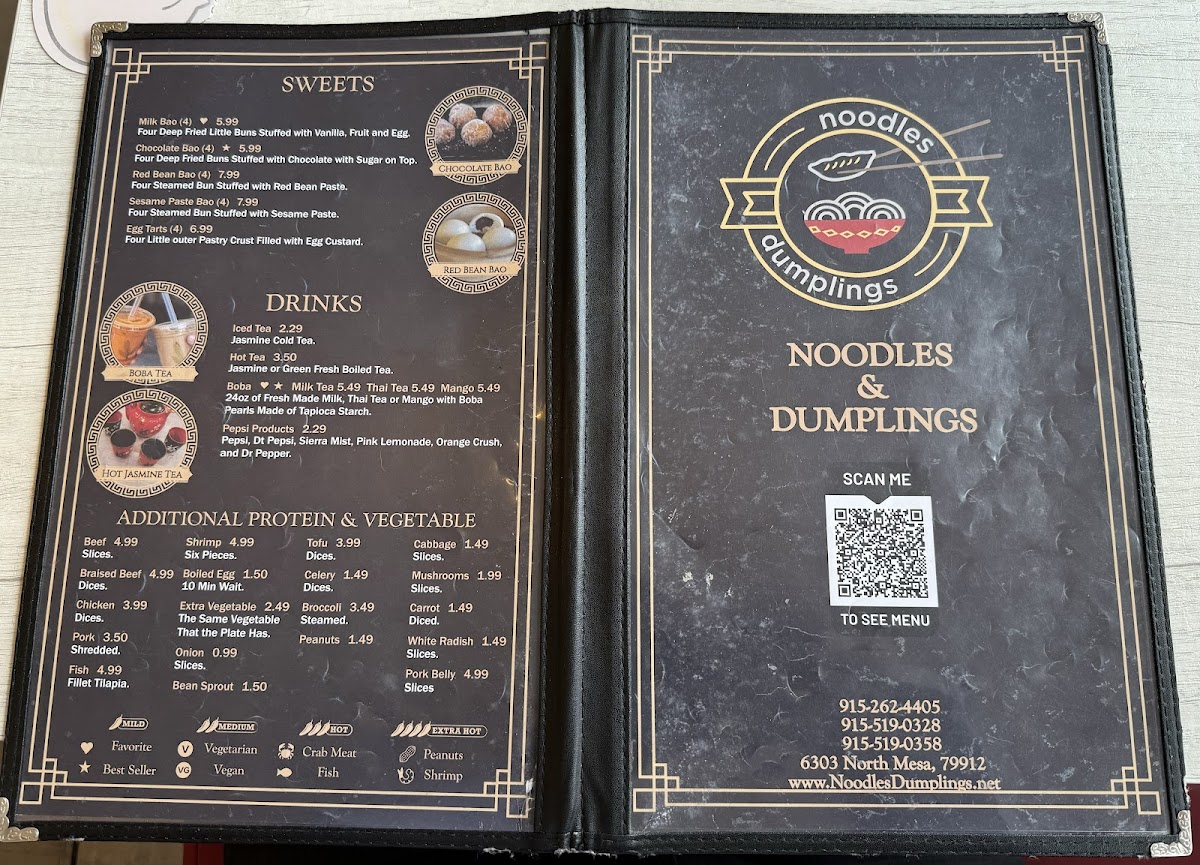 SWEETS
Milk Bao (4) ♥ 5.99
Four Deep Fried Little Buns Stuffed with Vanilla, Fruit and Egg.
Chocolate Bao (4) ★ 5.99
Four Deep Fried Buns Stuffed with Chocolate with Sugar on Top.
Red Bean Bao (4) 7.99
Four Steamed Bun Stuffed with Red Bean Paste.
Sesame Paste Bao (4) 7.99
Four Steamed Bun Stuffed with Sesame Paste.
Egg Tarts (4) 6.99
Four Little outer Pastry Crust Filled with Egg Custard.
CHOCOLATE BAO
RED BEAN BAO
DRINKS
Iced Tea 2.29
Jasmine Cold Tea.
Hot Tea 3.50
Jasmine or Green Fresh Boiled Tea.
Boba ♥ ★ Milk Tea 5.49 Thai Tea 5.49 Mango 5.49
24oz of Fresh Made Milk, Thai Tea or Mango with Boba
Pearls Made of Tapioca Starch.
Pepsi Products 2.29
Pepsi, Dt Pepsi, Sierra Mist, Pink Lemonade, Orange Crush,
and Dr Pepper.
BOBA TEA
HOT JASMINE TEA
ADDITIONAL PROTEIN & VEGETABLE
Beef 4.99
Slices.
Braised Beef 4.99
Dices.
Chicken 3.99
Dices.
Pork 3.50
Shredded.
Fish 4.99
Fillet Tilapia.
Shrimp 4.99
Six Pieces.
Boiled Egg 1.50
10 Min Wait.
Extra Vegetable 2.49
The Same Vegetable
That the Plate Has.
Onion 0.99
Slices.
Bean Sprout 1.50
Tofu 3.99
Dices.
Celery 1.49
Dices.
Broccoli 3.49
Steamed.
Peanuts 1.49
Cabbage 1.49
Slices.
Mushrooms 1.99
Slices.
Carrot 1.49
Diced.
White Radish 1.49
Slices.
Pork Belly 4.99
Slices
MILD MEDIUM HOT EXTRA HOT
♥ Favorite V Vegetarian Crab Meat Peanuts
★ Best Seller VG Vegan Fish Shrimp
noodles
dumplings
NOODLES
&
DUMPLINGS
SCAN ME
TO SEE MENU
915-262-4405
915-519-0328
915-519-0358
6303 North Mesa, 79912
www.NoodlesDumplings.net